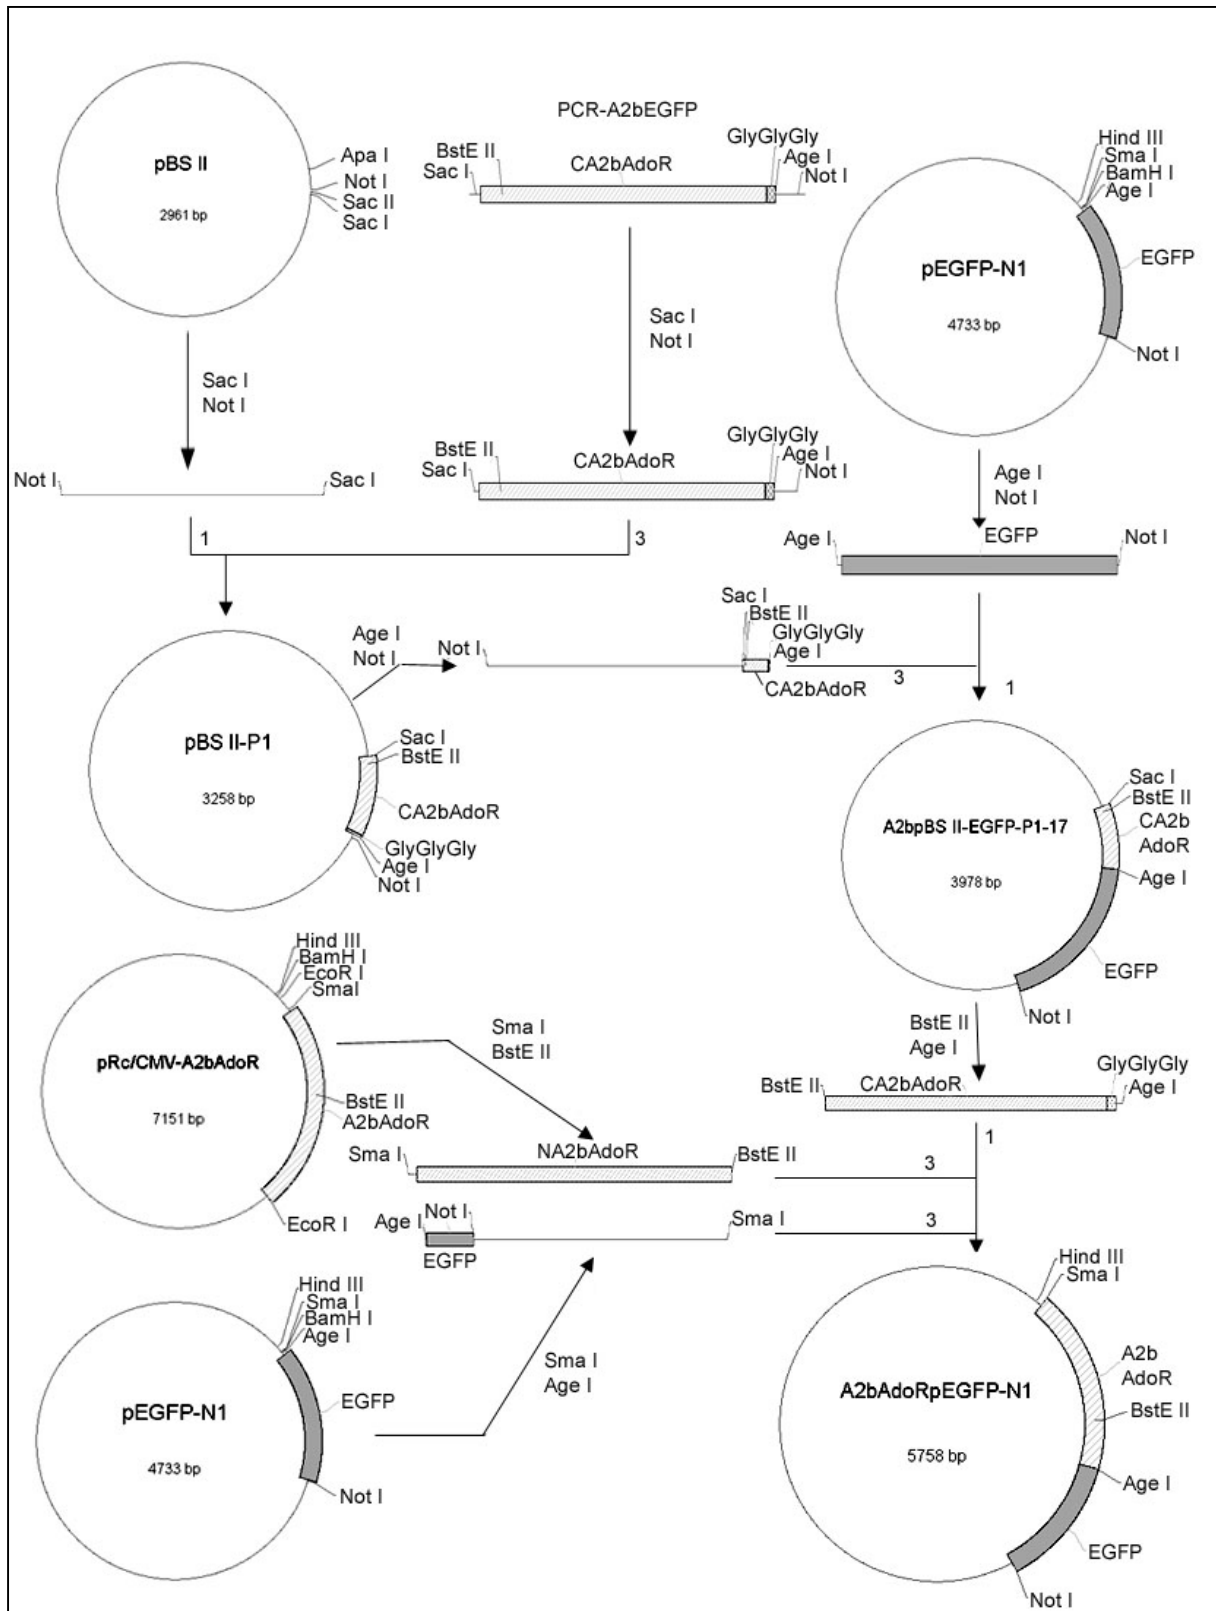 pBS II
2961 bp
Apa I
Not I
Sac II
Sac I
PCR-A2bEGFP
GlyGlyGly
BstE II
CA2bAdoR
Age I
Sac I
Not I
Hind III
Sma I
BamH I
Age I
EGFP
pEGFP-N1
4733 bp
Not I
Sac I
Not I
Sac I
Not I
Not I
Sac I
GlyGlyGly
BstE II
CA2bAdoR
Age I
Sac I
Not I
Age I
Not I
1
3
Age I
EGFP
Not I
Age I
Not I
Not I
Sac I
BstE II
GlyGlyGly
Age I
CA2bAdoR
3
1
pBS II-P1
3258 bp
Sac I
BstE II
CA2bAdoR
GlyGlyGly
Age I
Not I
A2bpBS II-EGFP-P1-17
3978 bp
Sac I
BstE II
CA2b
AdoR
Age I
EGFP
Not I
Hind III
BamH I
EcoR I
SmaI
pRc/CMV-A2bAdoR
7151 bp
BstE II
A2bAdoR
EcoR I
Sma I
BstE II
BstE II
Age I
BstE II
CA2bAdoR
GlyGlyGly
Age I
1
Sma I
NA2bAdoR
BstE II
3
Age I
Not I
EGFP
Sma I
3
Hind III
Sma I
BamH I
Age I
EGFP
pEGFP-N1
4733 bp
Not I
Sma I
Age I
Hind III
Sma I
A2b
AdoR
A2bAdoRpEGFP-N1
5758 bp
BstE II
Age I
EGFP
Not I